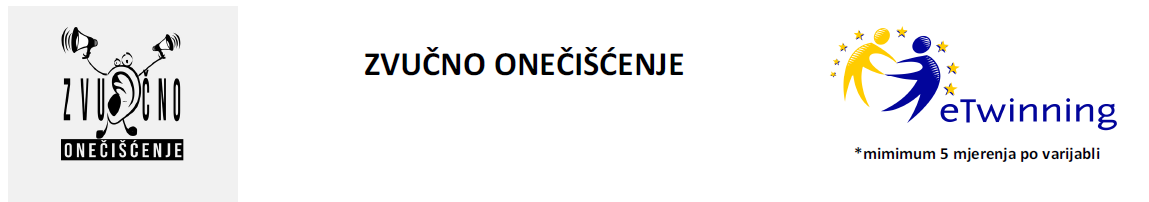 ZVUČNO
ONEČIŠĆENJE
ZVUČNO ONEČIŠĆENJE
eTwinning
*mimimum 5 mjerenja po varijabli